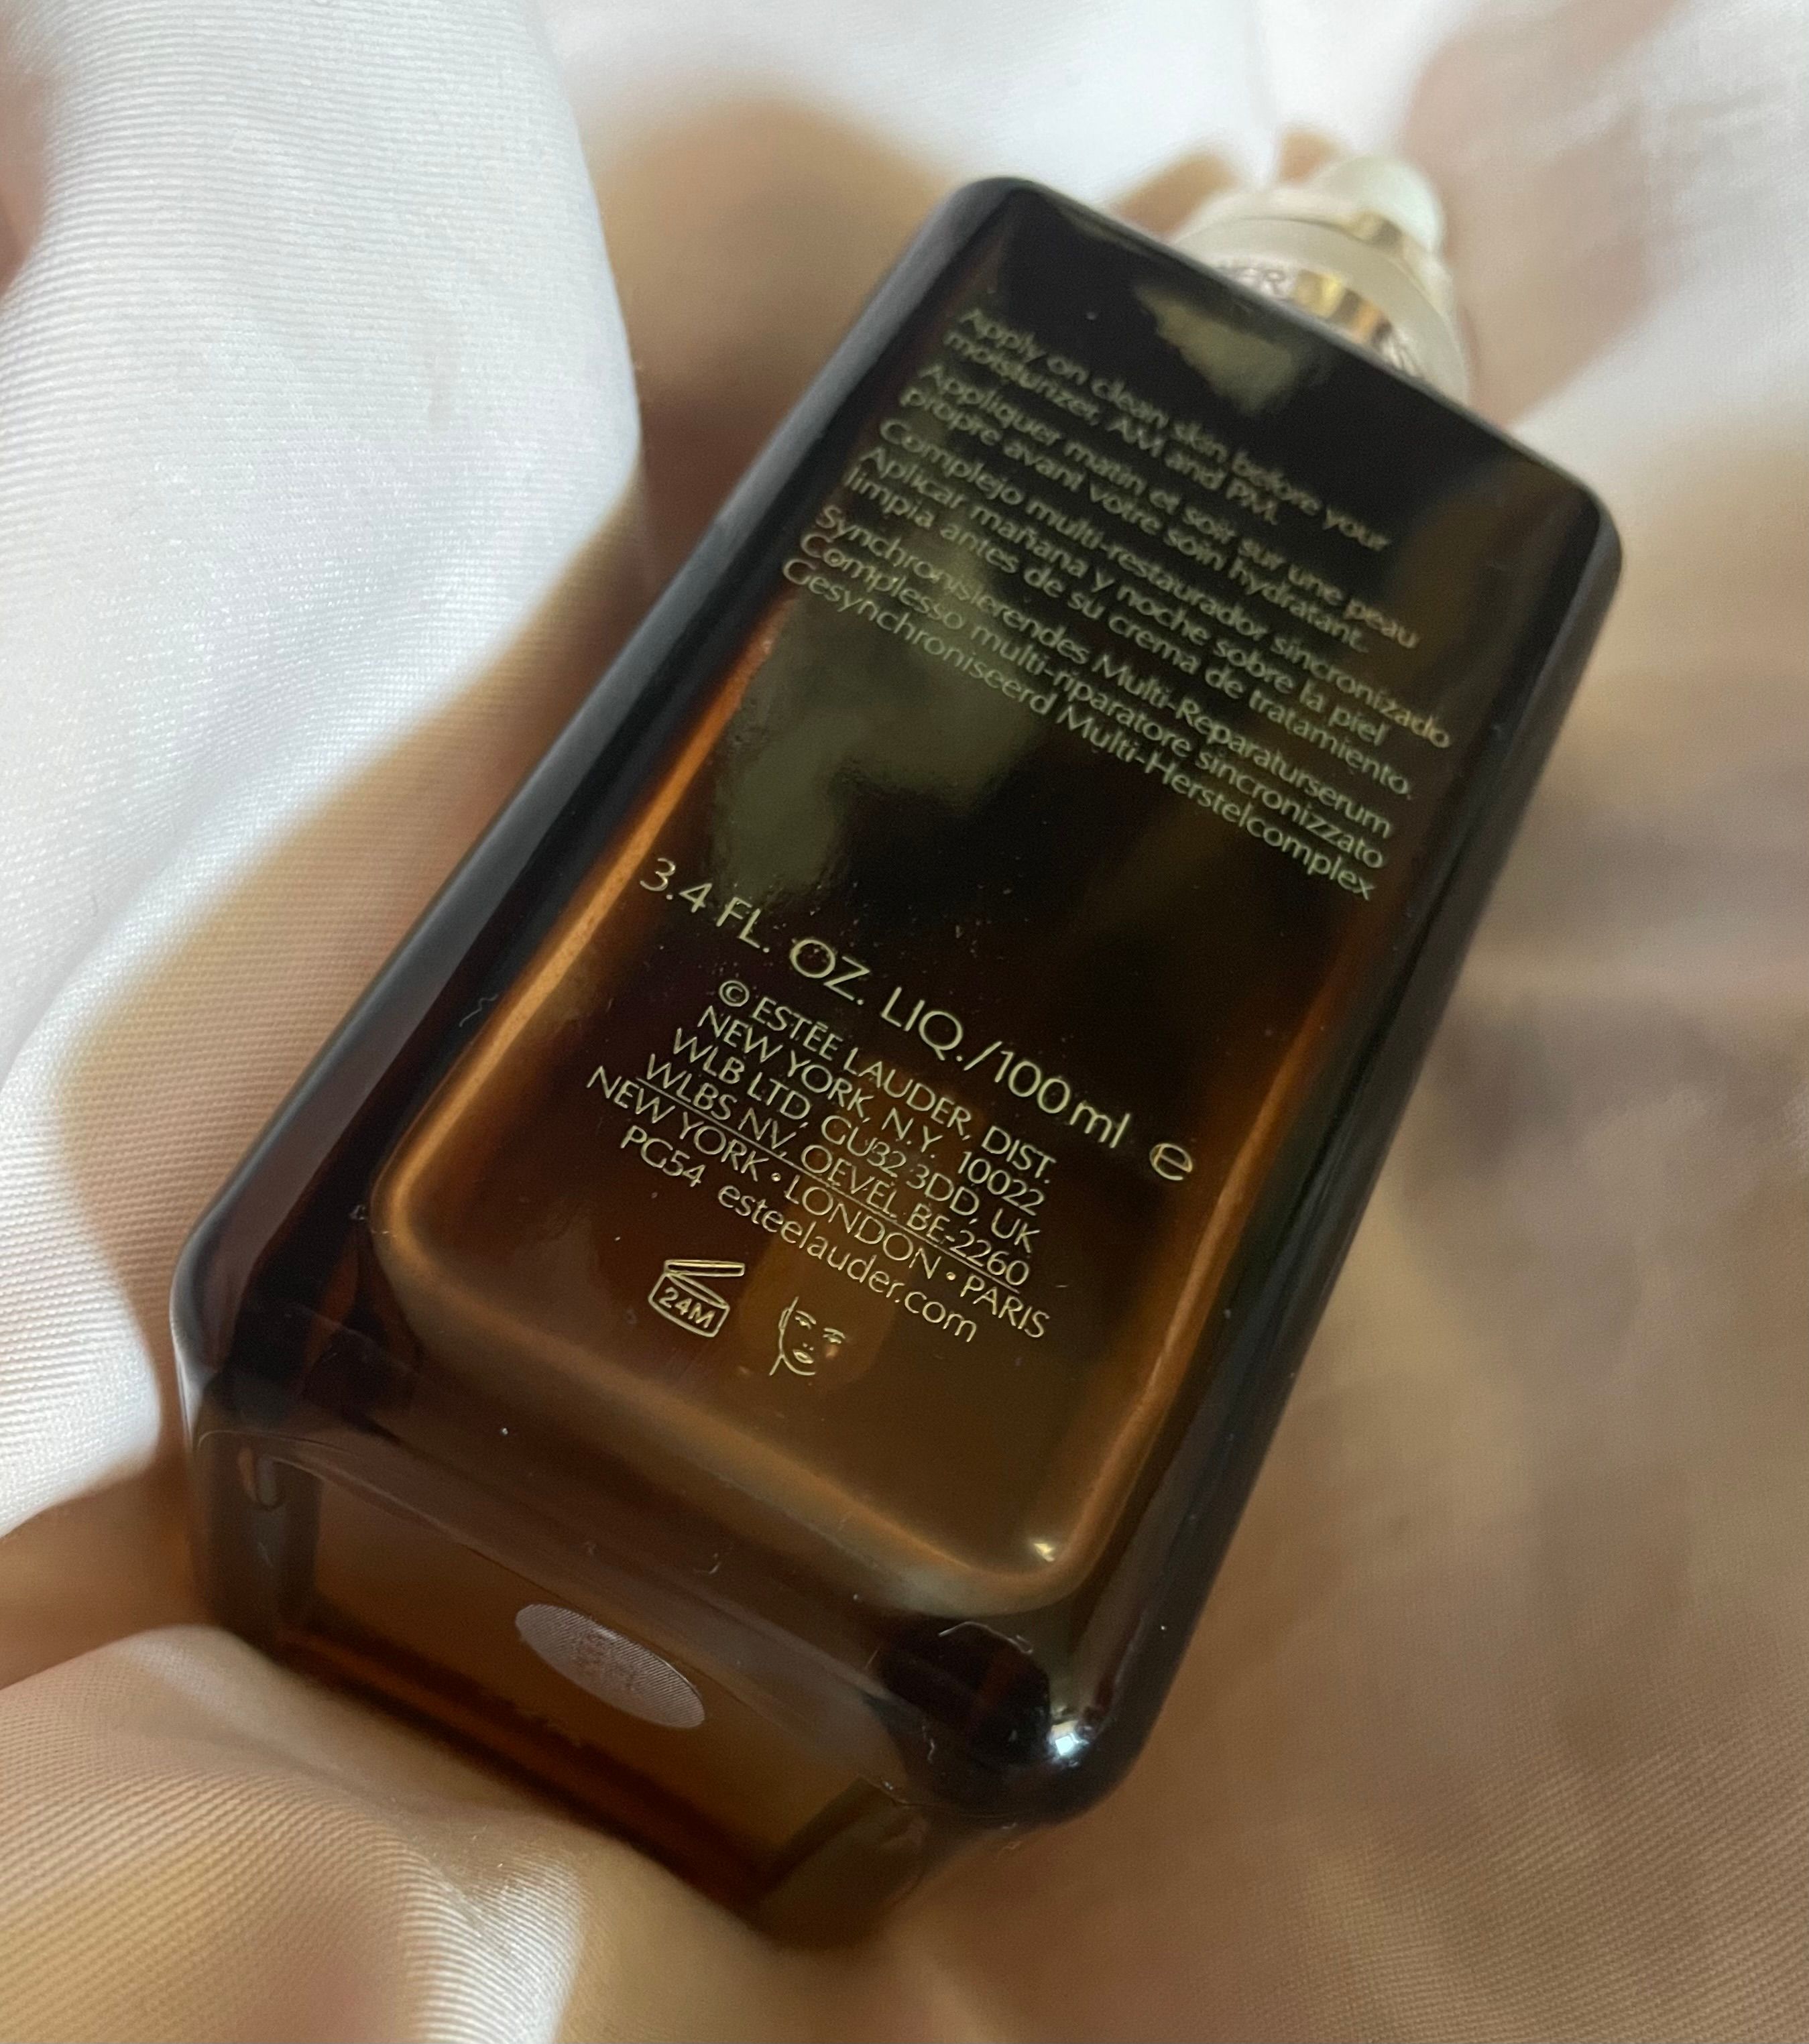 Apply on clean skin before your
moisturizer, AM and PM.
Appliquer matin et soir sur une peau
propre avant votre soin hydratant.
Complejo multi-restaurador sincronizado
Aplicar mañana y noche sobre la piel
limpia antes de su crema de tratamiento.
Synchronisierendes Multi-Reparaturserum
Complesso multi-riparatore sincronizzato
Gesynchroniseerd Multi-Herstelcomplex
3.4 FL. OZ. LIQ./100 ml ℮
© ESTĒE LAUDER, DIST.
NEW YORK, N.Y. 10022
WLB LTD, GU32 3DD, UK
WLBS NV, OEVEL BE-2260
NEW YORK • LONDON • PARIS
PG54 esteelauder.com
24M